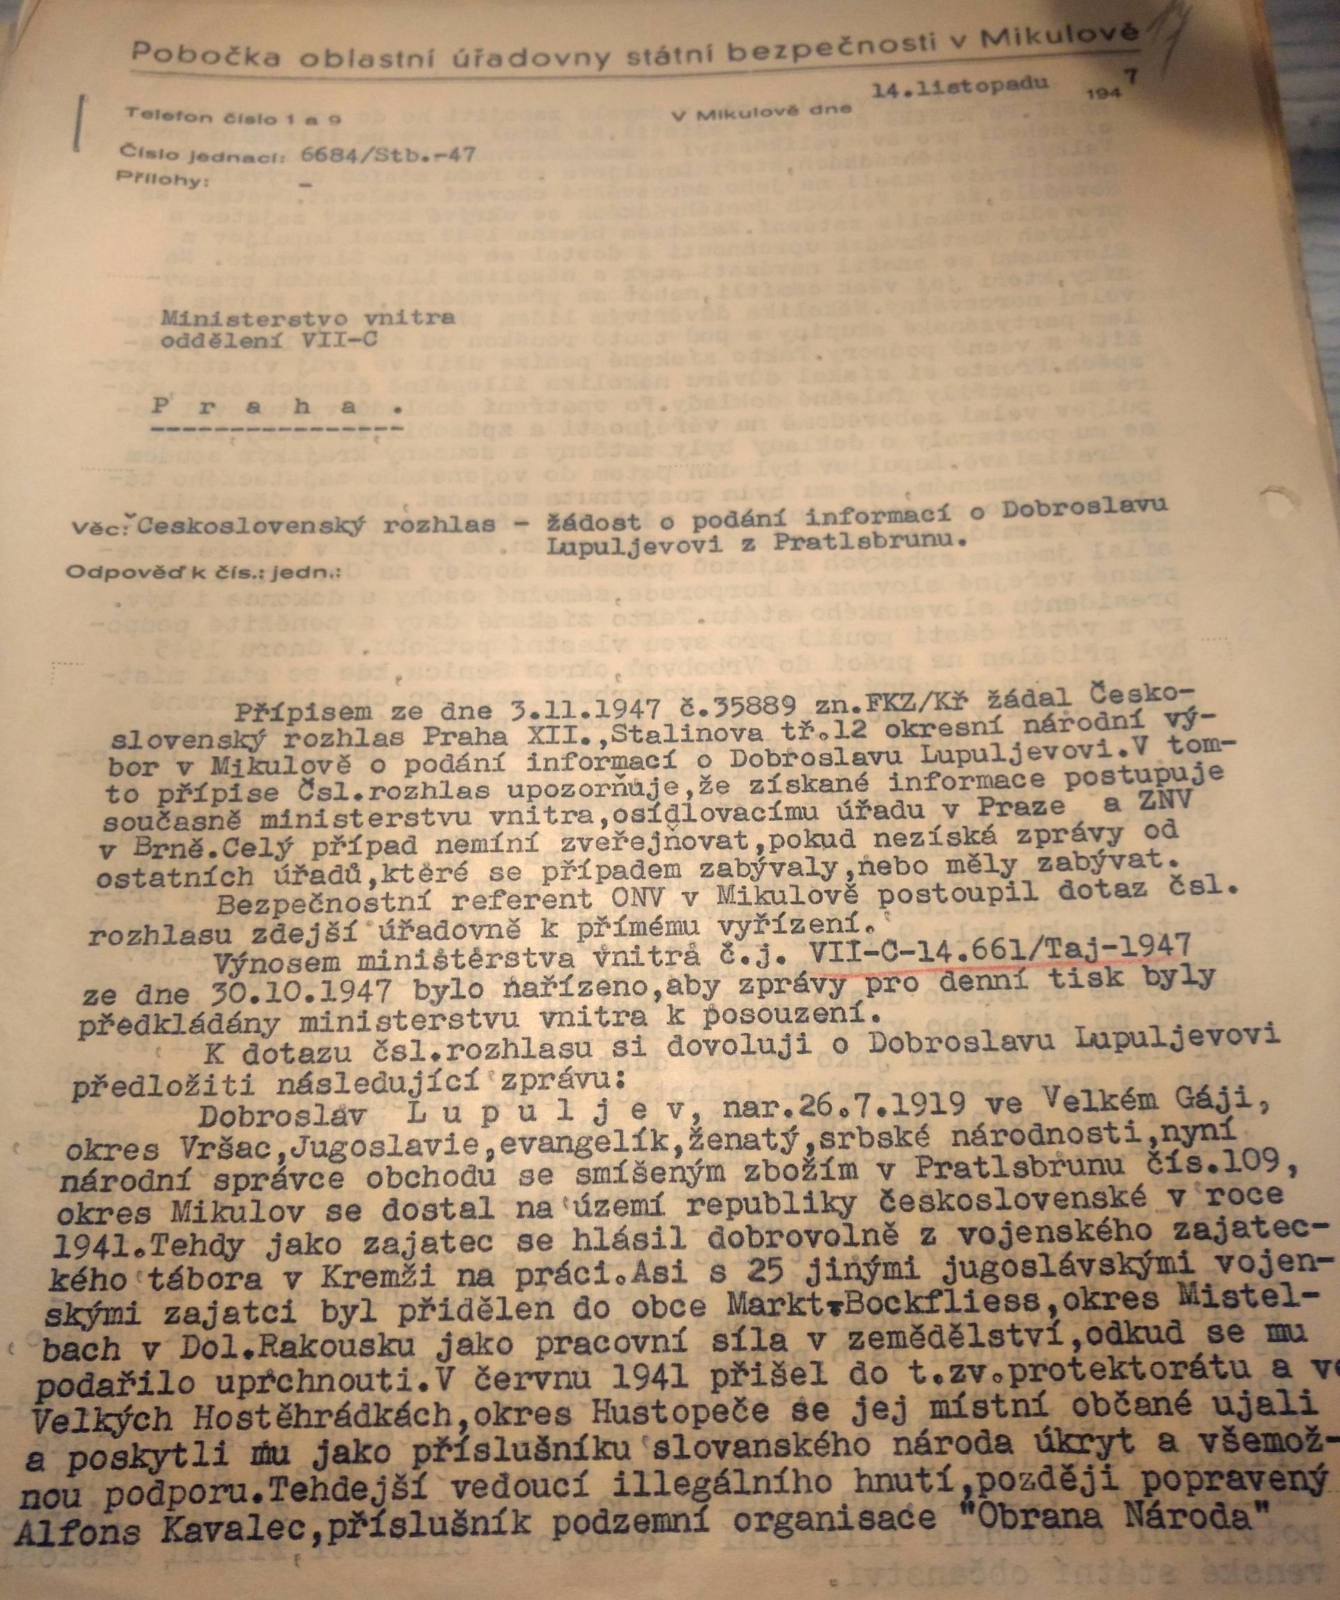 Pobočka oblastní úřadovny státní bezpečnosti v Mikulově
Telefon číslo 1 a 9
V Mikulově dne 14.listopadu 1947
Číslo jednací: 6684/Stb.-47
Přílohy: -
Ministerstvo vnitra
oddělení VII-C
P r a h a .
Věc: Československý rozhlas - žádost o podání informací o Dobroslavu
Lupuljevovi z Pratlsbrunu.
Odpověď k čís.: jedn.:
Přípisem ze dne 3.11.1947 č.35889 zn.FKZ/Kř žádal Česko-
slovenský rozhlas Praha XII.,Stalinova tř.12 okresní národní vý-
bor v Mikulově o podání informací o Dobroslavu Lupuljevovi.V tom-
to přípise Čsl.rozhlas upozorňuje,že získané informace postupuje
současně ministerstvu vnitra,osídlovacímu úřadu v Praze a ZNV
v Brně.Celý případ nemíní zveřejňovat,pokud nezíská zprávy od
ostatních úřadů,které se případem zabývaly,nebo měly zabývat.
Bezpečnostní referent ONV v Mikulově postoupil dotaz čsl.
rozhlasu zdejší úřadovně k přímému vyřízení.
Výnosem ministerstva vnitra č.j. VII-C-14.661/Taj-1947
ze dne 30.10.1947 bylo nařízeno,aby zprávy pro denní tisk byly
předkládány ministerstvu vnitra k posouzení.
K dotazu čsl.rozhlasu si dovoluji o Dobroslavu Lupuljevovi
předložiti následující zprávu:
Dobroslav L u p u l j e v, nar.26.7.1919 ve Velkém Gáji,
okres Vršac,Jugoslavie,evangelík,ženatý,srbské národnosti,nyní
národní správce obchodu se smíšeným zbožím v Pratlsbrunu čís.109,
okres Mikulov se dostal na území republiky československé v roce
1941.Tehdy jako zajatec se hlásil dobrovolně z vojenského zajatec-
kého tábora v Kremži na práci.Asi s 25 jinými jugoslávskými vojen-
skými zajatci byl přidělen do obce Markt-Bockfliess,okres Mistel-
bach v Dol.Rakousku jako pracovní síla v zemědělství,odkud se mu
podařilo uprchnouti.V červnu 1941 přišel do t.zv.protektorátu a ve
Velkých Hostěhrádkách,okres Hustopeče se jej místní občané ujali
a poskytli mu jako příslušníku slovanského národa úkryt a všemož-
nou podporu.Tehdejší vedoucí illegálního hnutí,později popravený
Alfons Kavalec,příslušník podzemní organisace "Obrana Národa"